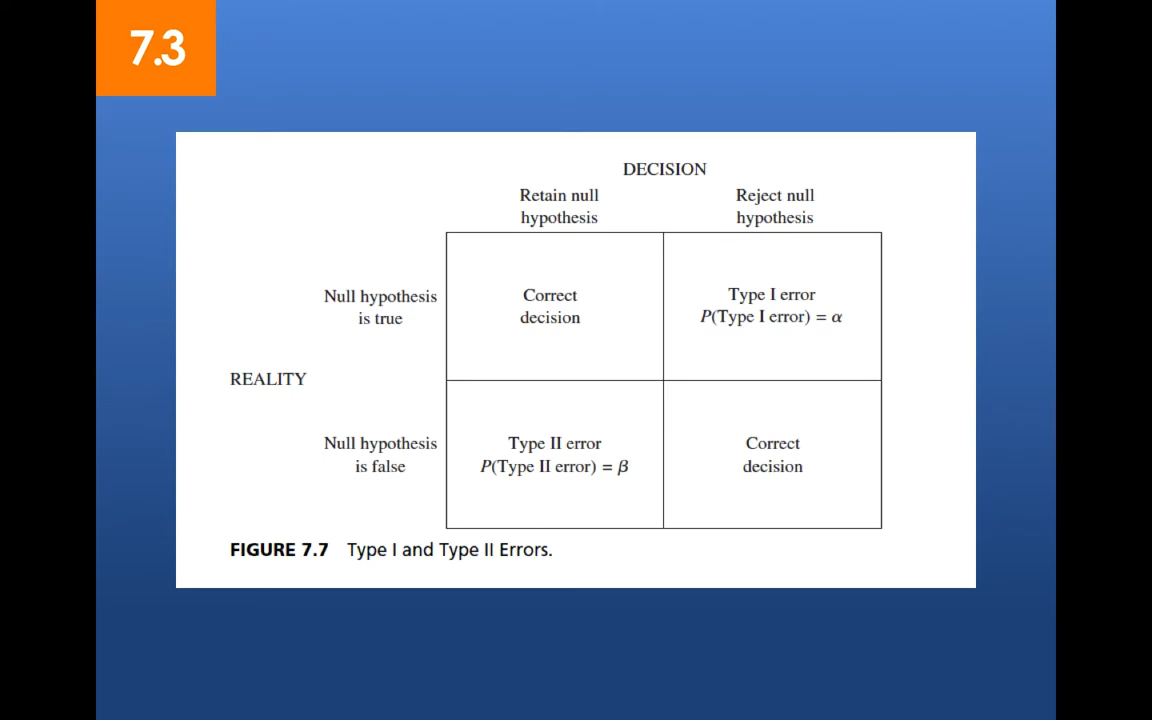 7.3
DECISION
Retain null
hypothesis
Reject null
hypothesis
Null hypothesis
is true
Correct
decision
Type I error
P(Type I error) = α
REALITY
Null hypothesis
is false
Type II error
P(Type II error) = β
Correct
decision
FIGURE 7.7 Type I and Type II Errors.